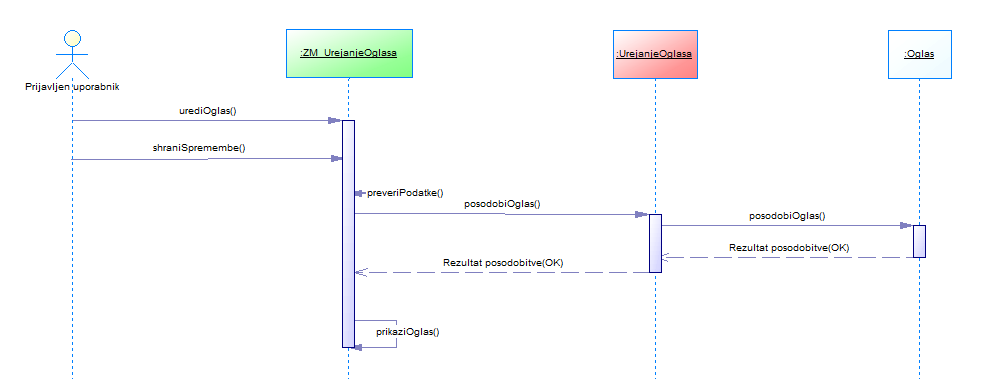 :ZM_UrejanjeOglasa
:UrejanjeOglasa
:Oglas
Prijavljen uporabnik
urediOglas()
shraniSpremembe()
preveriPodatke()
posodobiOglas()
posodobiOglas()
Rezultat posodobitve(OK)
Rezultat posodobitve(OK)
prikaziOglas()